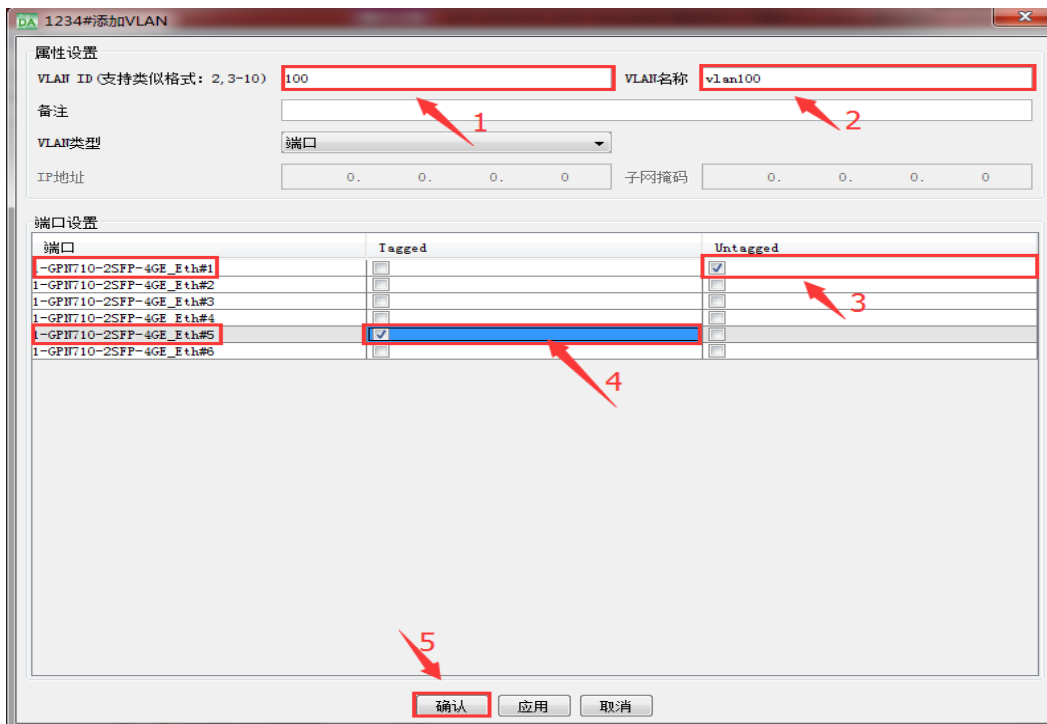 DA 1234#添加VLAN
属性设置
VLAN ID(支持类似格式: 2,3-10) 100 VLAN名称 vlan100
备注
1 2
VLAN类型 端口
IP地址 0. 0. 0. 0 子网掩码 0. 0. 0. 0
端口设置
端口 Tagged Untagged
1-GPN710-2SFP-4GE_Eth#1
1-GPN710-2SFP-4GE_Eth#2
1-GPN710-2SFP-4GE_Eth#3 3
1-GPN710-2SFP-4GE_Eth#4
1-GPN710-2SFP-4GE_Eth#5
1-GPN710-2SFP-4GE_Eth#6
4
5
确认 应用 取消